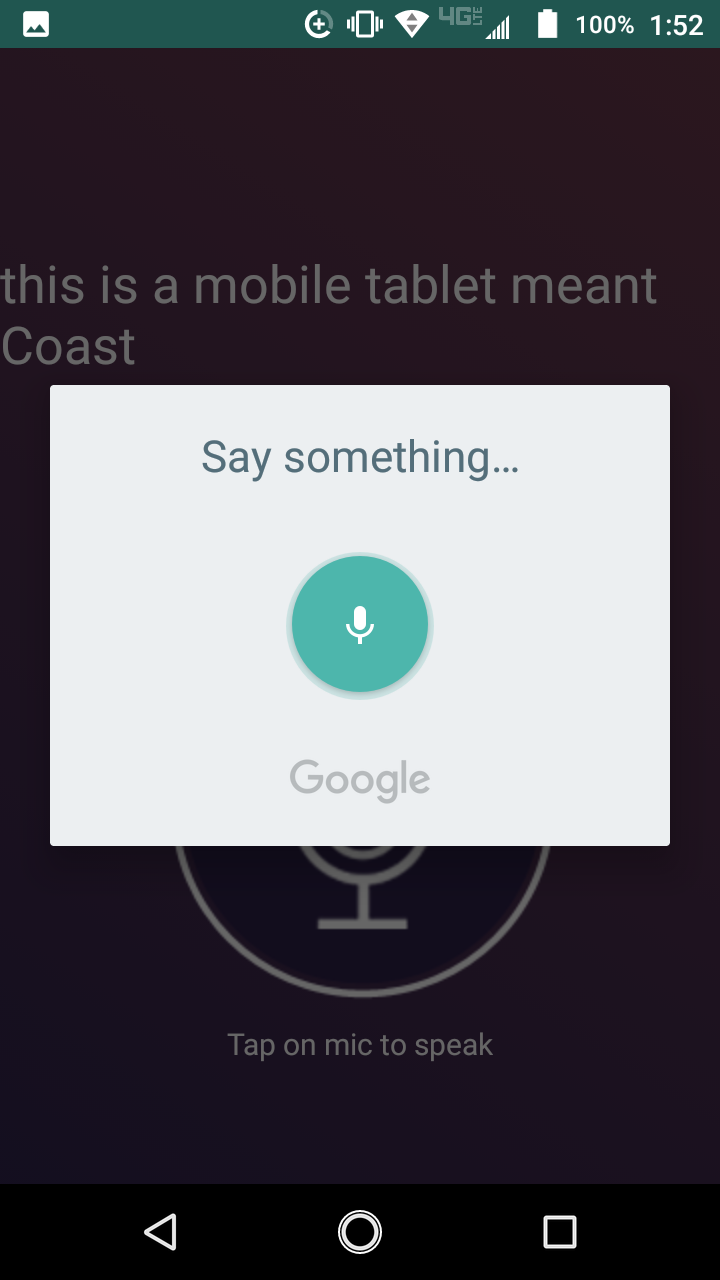 4G LTE 100% 1:52
this is a mobile tablet meant
Coast
Say something...
Google
Tap on mic to speak